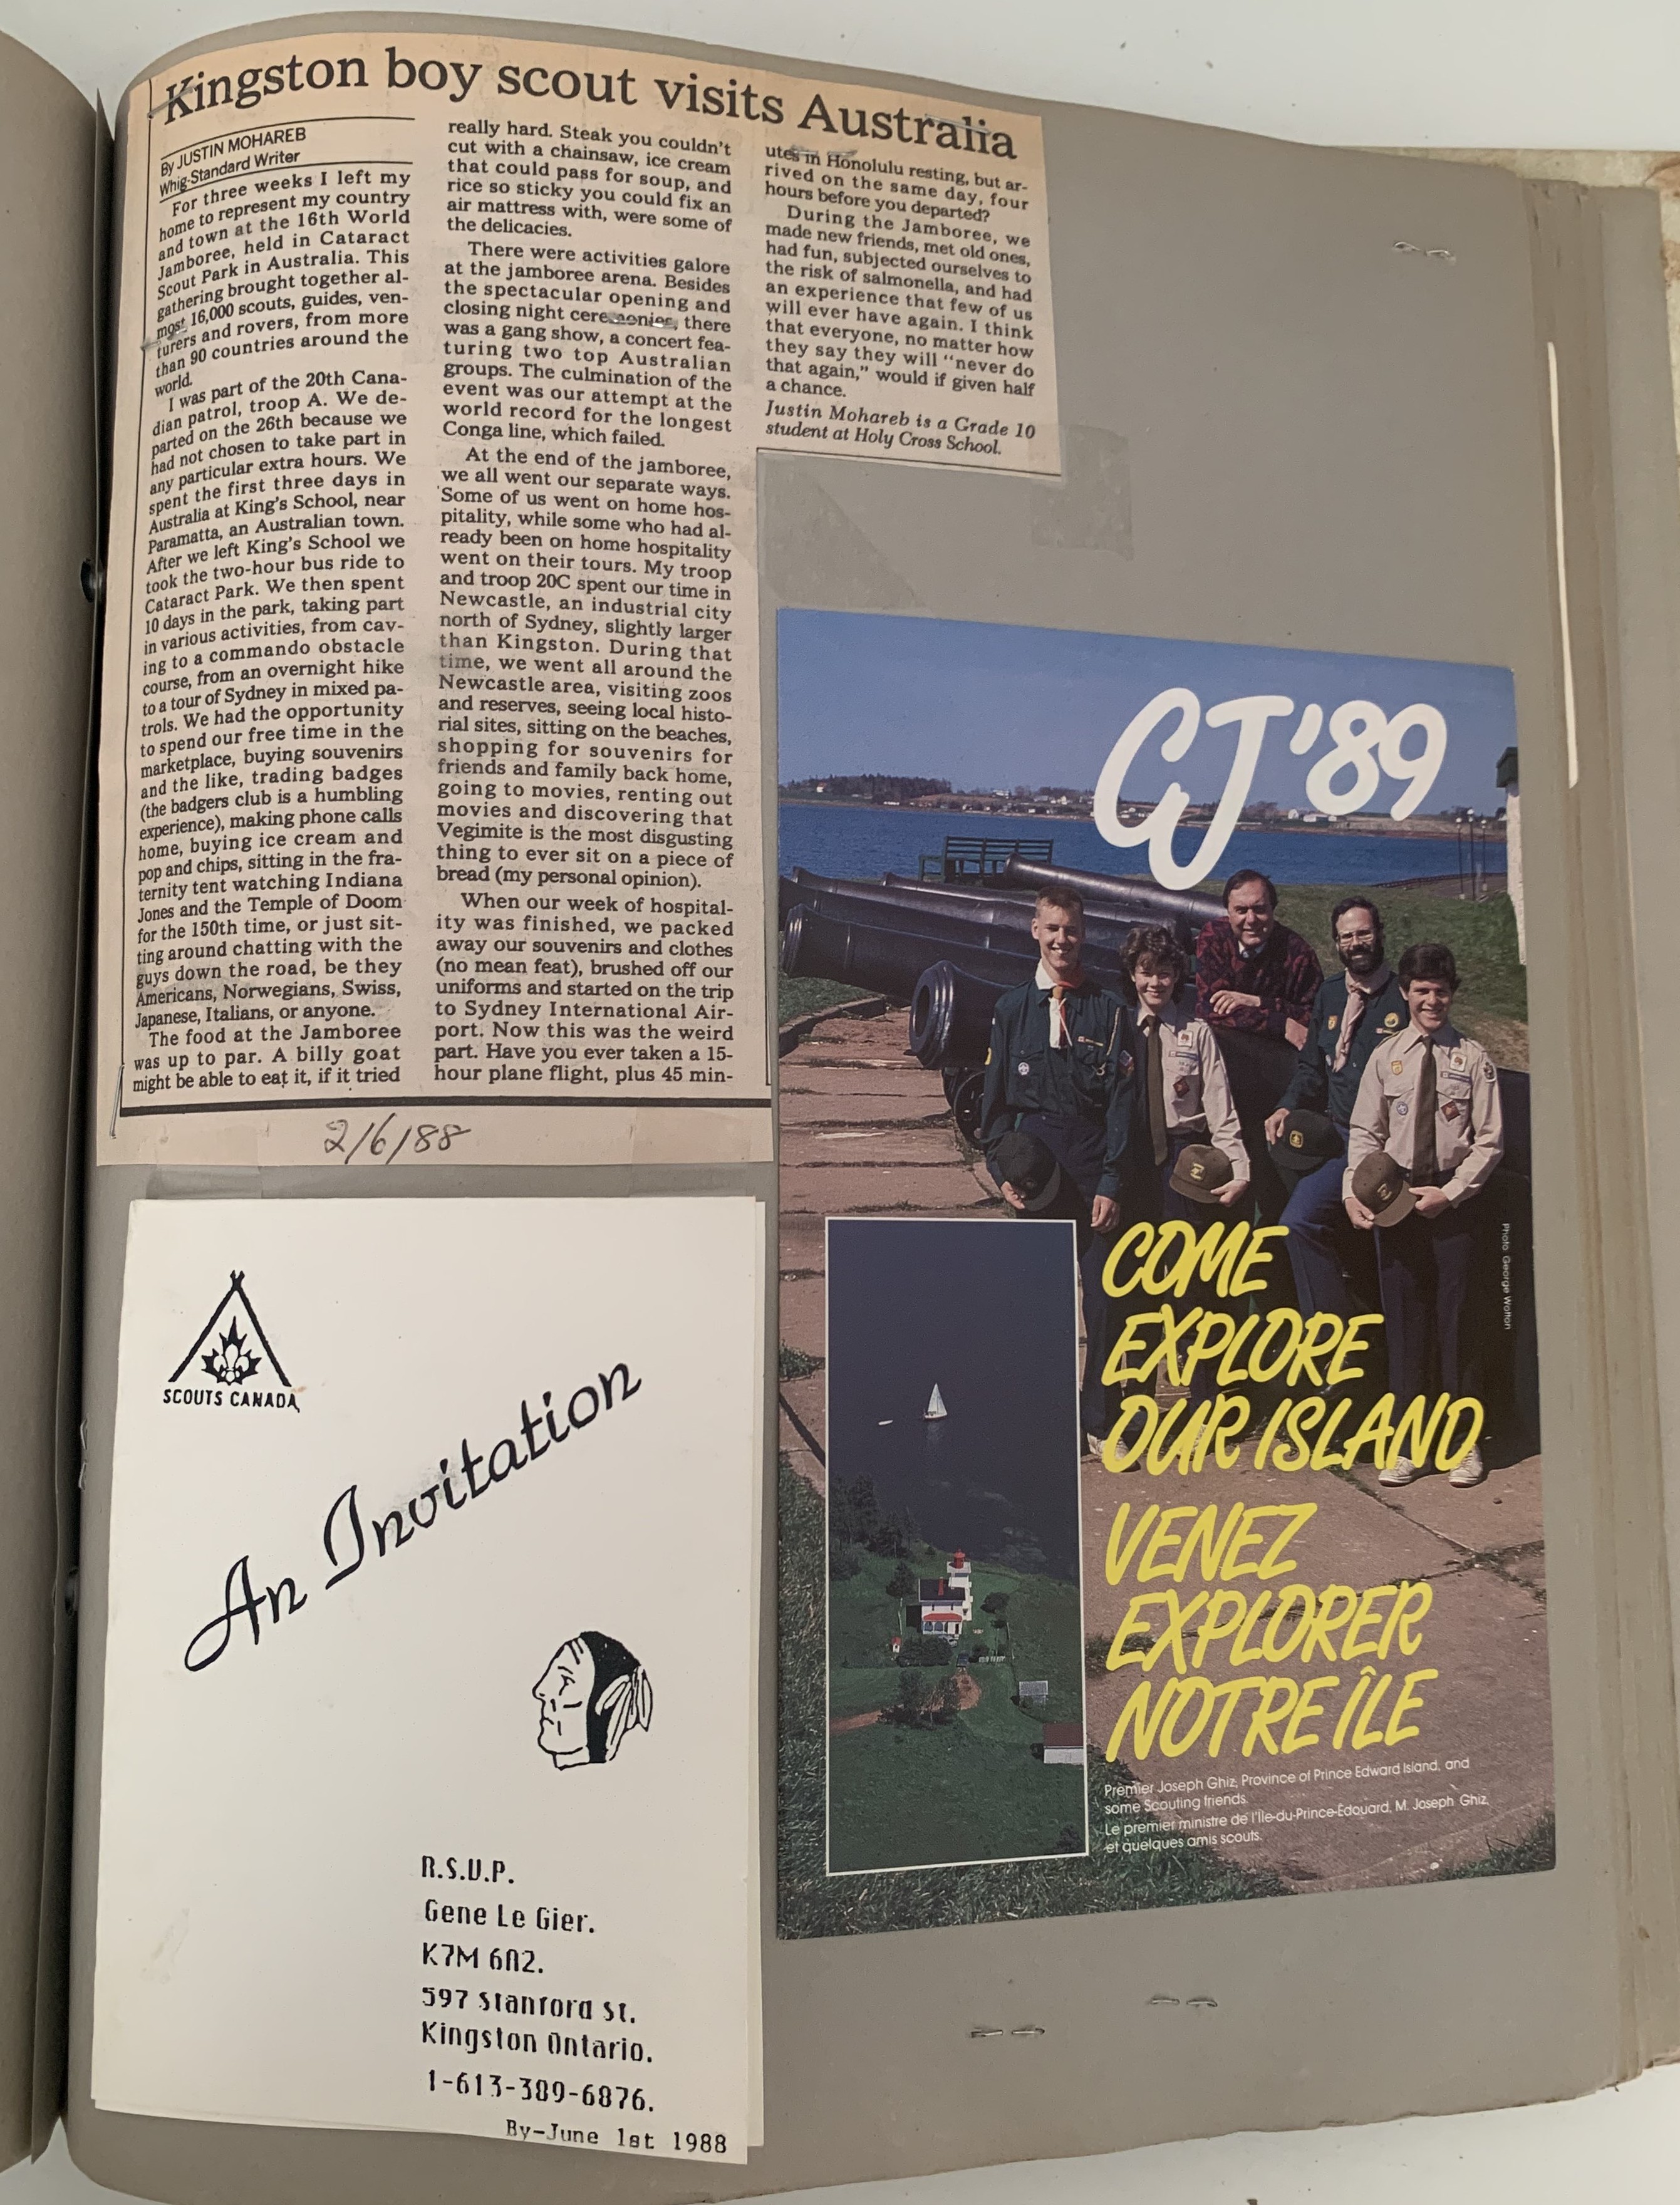 Kingston boy scout visits Australia
By JUSTIN MOHAREB
Whig-Standard Writer
For three weeks I left my
home to represent my country
and town at the 16th World
Jamboree, held in Cataract
Scout Park in Australia. This
gathering brought together al-
most 16,000 scouts, guides, ven-
turers and rovers, from more
than 90 countries around the
world.
I was part of the 20th Cana-
dian patrol, troop A. We de-
parted on the 26th because we
had not chosen to take part in
any particular extra hours. We
spent the first three days in
Australia at King's School, near
Paramatta, an Australian town.
After we left King's School we
took the two-hour bus ride to
Cataract Park. We then spent
10 days in the park, taking part
in various activities, from cav-
ing to a commando obstacle
course, from an overnight hike
to a tour of Sydney in mixed pa-
trols. We had the opportunity
to spend our free time in the
marketplace, buying souvenirs
and the like, trading badges
(the badgers club is a humbling
experience), making phone calls
home, buying ice cream and
pop and chips, sitting in the fra-
ternity tent watching Indiana
Jones and the Temple of Doom
for the 150th time, or just sit-
ting around chatting with the
guys down the road, be they
Americans, Norwegians, Swiss,
Japanese, Italians, or anyone.
The food at the Jamboree
was up to par. A billy goat
might be able to eat it, if it tried
really hard. Steak you couldn't
cut with a chainsaw, ice cream
that could pass for soup, and
rice so sticky you could fix an
air mattress with, were some of
the delicacies.
There were activities galore
at the jamboree arena. Besides
the spectacular opening and
closing night ceremonies, there
was a gang show, a concert fea-
turing two top Australian
groups. The culmination of the
event was our attempt at the
world record for the longest
Conga line, which failed.
At the end of the jamboree,
we all went our separate ways.
Some of us went on home hos-
pitality, while some who had al-
ready been on home hospitality
went on their tours. My troop
and troop 20C spent our time in
Newcastle, an industrial city
north of Sydney, slightly larger
than Kingston. During that
time, we went all around the
Newcastle area, visiting zoos
and reserves, seeing local histo-
rial sites, sitting on the beaches,
shopping for souvenirs for
friends and family back home,
going to movies, renting out
movies and discovering that
Vegimite is the most disgusting
thing to ever sit on a piece of
bread (my personal opinion).
When our week of hospital-
ity was finished, we packed
away our souvenirs and clothes
(no mean feat), brushed off our
uniforms and started on the trip
to Sydney International Air-
port. Now this was the weird
part. Have you ever taken a 15-
hour plane flight, plus 45 min-
utes in Honolulu resting, but ar-
rived on the same day, four
hours before you departed?
During the Jamboree, we
made new friends, met old ones,
had fun, subjected ourselves to
the risk of salmonella, and had
an experience that few of us
will ever have again. I think
that everyone, no matter how
they say they will "never do
that again," would if given half
a chance.
Justin Mohareb is a Grade 10
student at Holy Cross School.
2/6/88
SCOUTS CANADA
An Invitation
R.S.V.P.
Gene Le Gier.
K7M 6A2.
597 Stanford St.
Kingston Ontario.
1-613-389-6876.
By-June 1st 1988
CJ'89
COME
EXPLORE
OUR ISLAND
VENEZ
EXPLORER
NOTRE ÎLE
Premier Joseph Ghiz, Province of Prince Edward Island, and
some Scouting friends.
Le premier ministre de l'Île-du-Prince-Édouard, M. Joseph Ghiz,
et quelques amis scouts.
Photo George Wotton